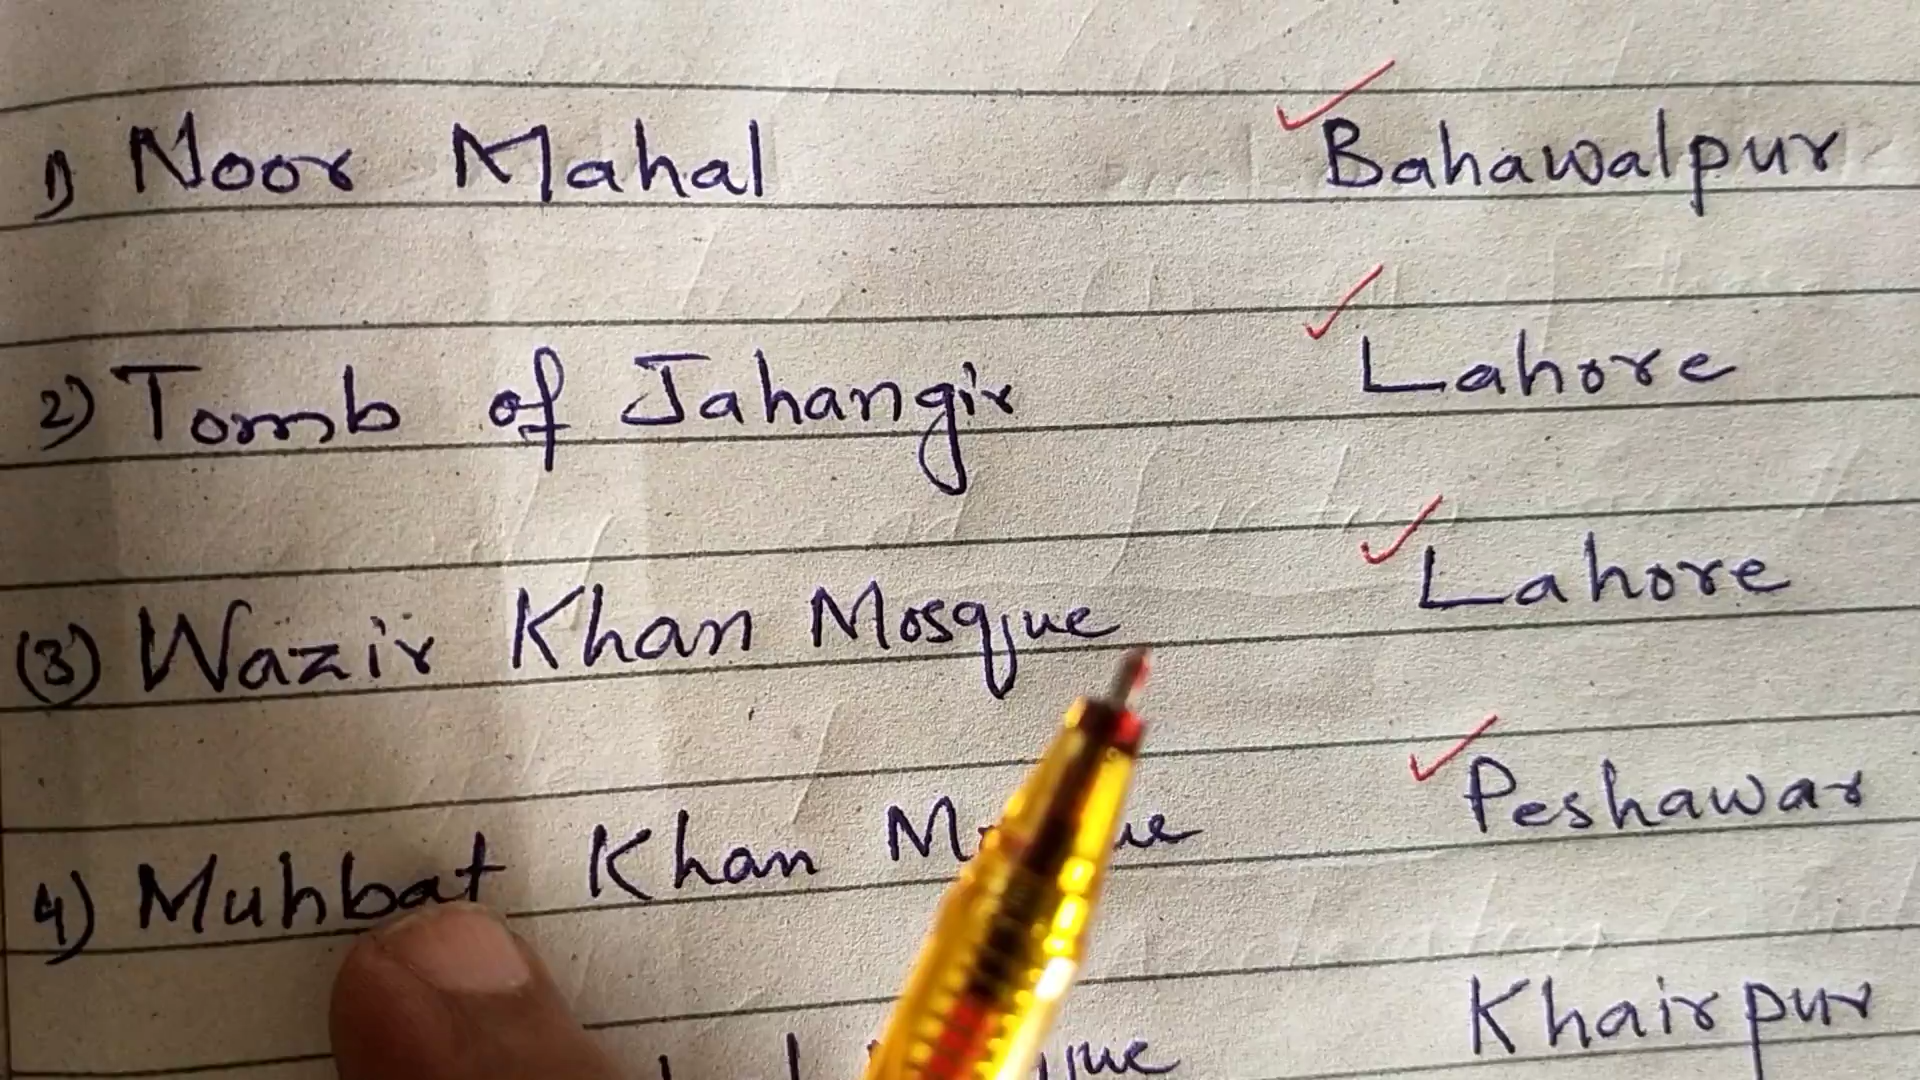 1) Noor Mahal Bahawalpur
2) Tomb of Jahangir Lahore
(3) Wazir Khan Mosque Lahore
4) Muhbat Khan Peshawar
Khairpur